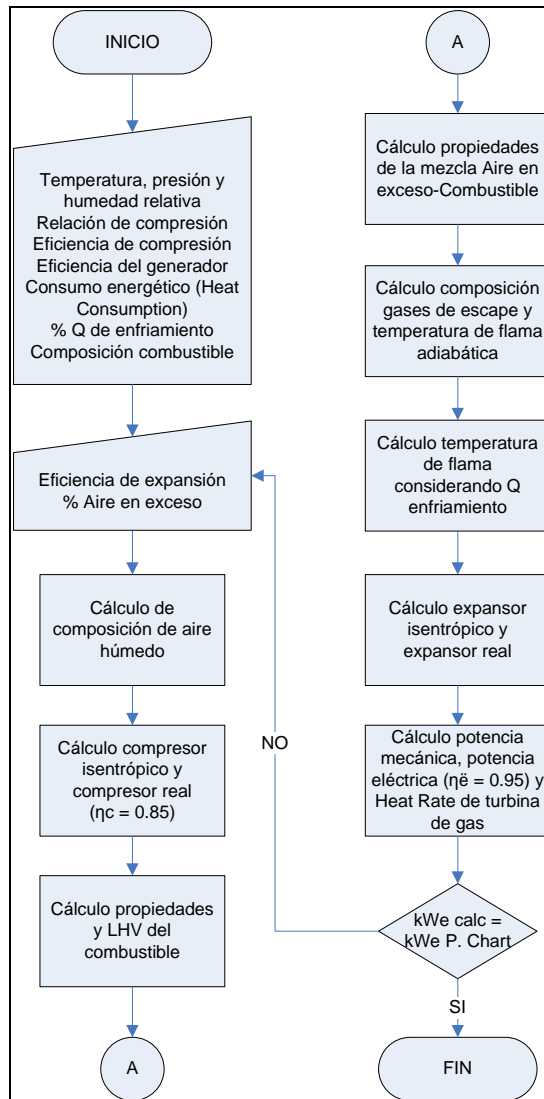 INICIO
Temperatura, presión y
humedad relativa
Relación de compresión
Eficiencia de compresión
Eficiencia del generador
Consumo energético (Heat
Consumption)
% Q de enfriamiento
Composición combustible
Eficiencia de expansión
% Aire en exceso
Cálculo de
composición de aire
húmedo
Cálculo compresor
isentrópico y
compresor real
(ηc = 0.85)
Cálculo propiedades
y LHV del
combustible
A
A
Cálculo propiedades
de la mezcla Aire en
exceso-Combustible
Cálculo composición
gases de escape y
temperatura de flama
adiabática
Cálculo temperatura
de flama
considerando Q
enfriamiento
Cálculo expansor
isentrópico y
expansor real
Cálculo potencia
mecánica, potencia
eléctrica (ηë = 0.95) y
Heat Rate de turbina
de gas
kWe calc =
kWe P. Chart
NO
SI
FIN